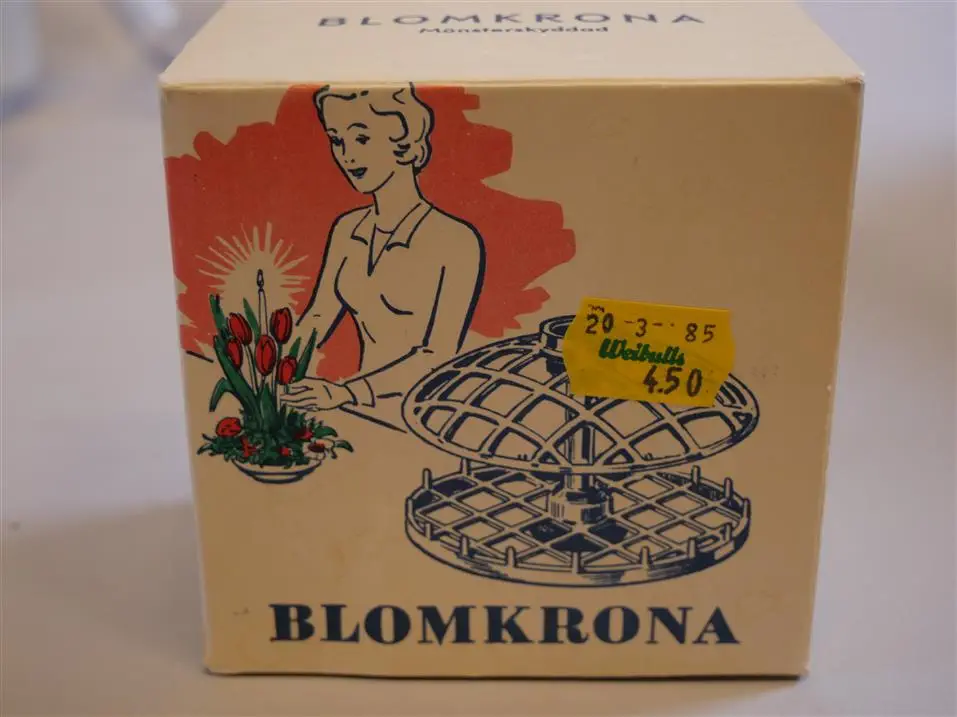 BLOMKRONA
Mönsterskyddad
20 -3- 85
Weibulls
4.50
BLOMKRONA